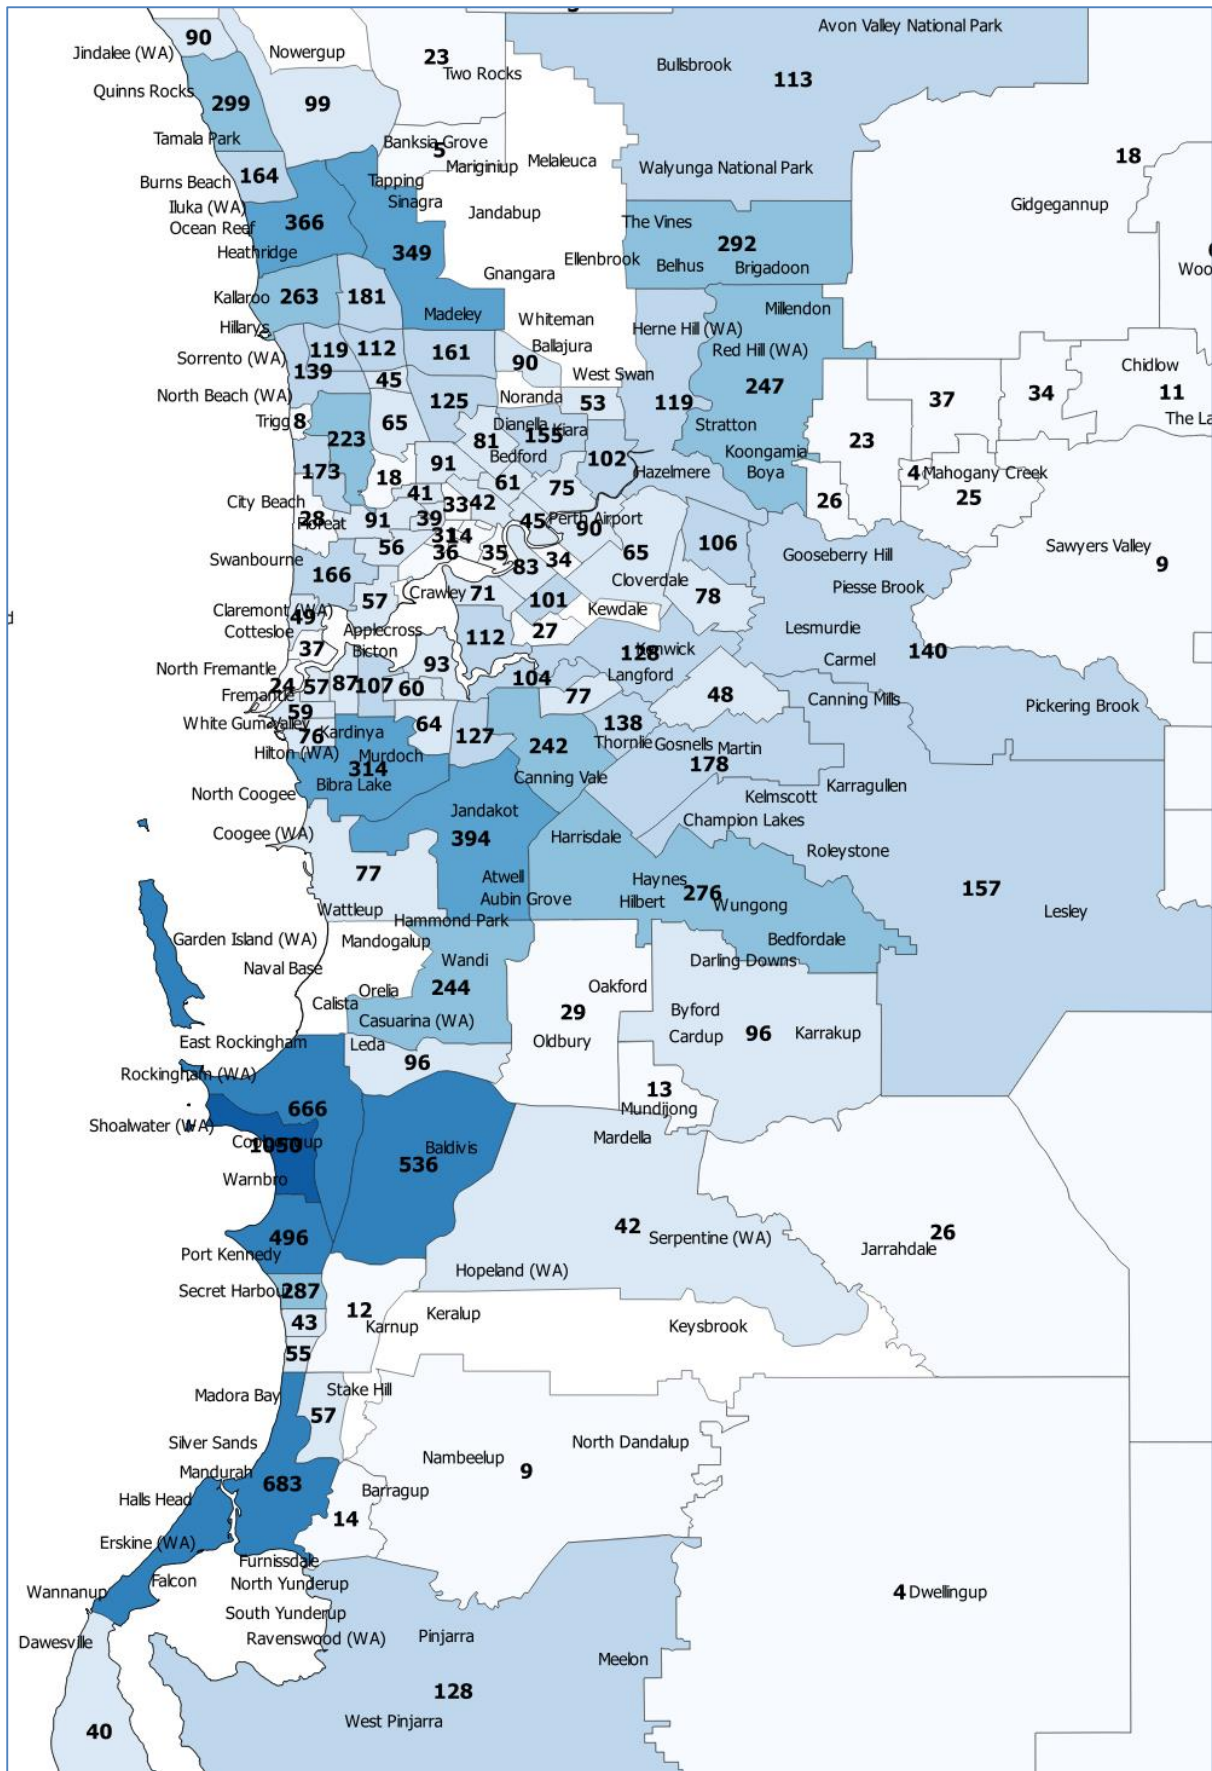 Avon Valley National Park
90
Jindalee (WA)
Nowergup
23
Two Rocks
Bullsbrook
113
Quinns Rocks
299
99
Tamala Park
Banksia Grove
5
Mariginiup
Melaleuca
18
Walyunga National Park
164
Burns Beach
Tapping
Sinagra
Iluka (WA)
Jandabup
Gidgegannup
Ocean Reef
366
The Vines
292
Heathridge
349
Ellenbrook
Belhus
Brigadoon
Gnangara
Woo
Kallaroo
263
181
Millendon
Madeley
Whiteman
Herne Hill (WA)
Hillarys
Ballajura
Red Hill (WA)
Sorrento (WA)
119
112
161
90
Chidlow
139
45
West Swan
247
11
North Beach (WA)
125
Noranda
53
119
37
34
Trigg
8
65
Dianella
Kiara
Stratton
The La
223
81
155
23
Bedford
Koongamia
173
91
102
Hazelmere
Boya
4
Mahogany Creek
18
61
75
City Beach
41
33
42
26
25
28
Floreat
91
39
45
Perth Airport
90
31
14
106
Sawyers Valley
56
36
35
34
65
Gooseberry Hill
9
Swanbourne
166
83
Cloverdale
Piesse Brook
57
Crawley
71
101
78
Claremont (WA)
49
Kewdale
Cottesloe
Applecross
112
27
Lesmurdie
37
Bicton
128
Kenwick
140
North Fremantle
93
Carmel
24
57
87
107
60
104
Langford
Fremantle
77
48
Canning Mills
Pickering Brook
59
White Gum Valley
76
Kardinya
64
127
138
Hilton (WA)
Murdoch
242
Thornlie
Gosnells
Martin
314
178
Bibra Lake
Canning Vale
Karragullen
North Coogee
Kelmscott
Jandakot
Champion Lakes
Coogee (WA)
394
Harrisdale
Roleystone
77
Atwell
Haynes
157
Aubin Grove
Hilbert
276
Wungong
Wattleup
Lesley
Hammond Park
Garden Island (WA)
Mandogalup
Bedfordale
Naval Base
Wandi
Darling Downs
Orelia
244
Oakford
Calista
29
Byford
Casuarina (WA)
Cardup
96
Karrakup
East Rockingham
Leda
Oldbury
96
Rockingham (WA)
13
666
Mundijong
Shoalwater (WA)
Cooloongup
1050
Mardella
Baldivis
536
Warnbro
42
26
496
Serpentine (WA)
Port Kennedy
Jarrahdale
Hopeland (WA)
Secret Harbour
287
43
12
Keralup
Karnup
Keysbrook
55
Madora Bay
Stake Hill
57
Silver Sands
North Dandalup
Nambeelup
9
Mandurah
683
Halls Head
Barragup
14
Erskine (WA)
Furnissdale
Falcon
North Yunderup
Wannanup
4
Dwellingup
South Yunderup
Dawesville
Ravenswood (WA)
Pinjarra
Meelon
128
West Pinjarra
40